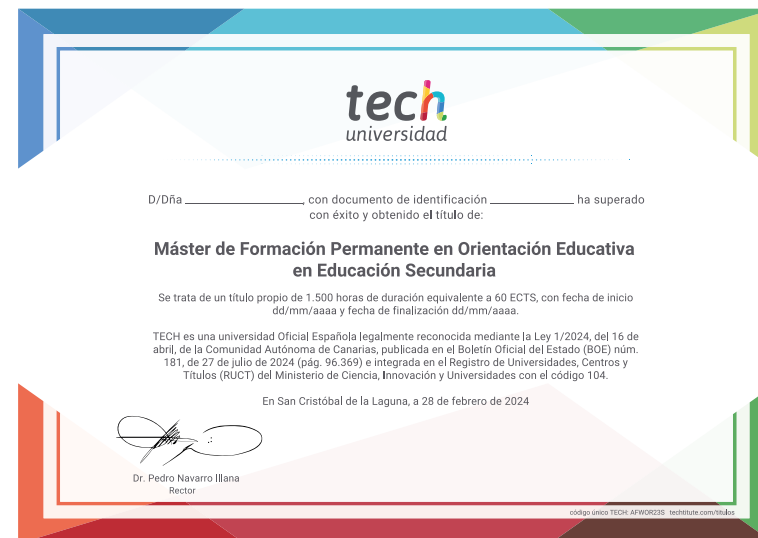 tech
universidad
D/Dña ______________, con documento de identificación ______________ ha superado
con éxito y obtenido el título de:
Máster de Formación Permanente en Orientación Educativa
en Educación Secundaria
Se trata de un título propio de 1.500 horas de duración equivalente a 60 ECTS, con fecha de inicio
dd/mm/aaaa y fecha de finalización dd/mm/aaaa.
TECH es una universidad Oficial Española legalmente reconocida mediante la Ley 1/2024, del 16 de
abril, de la Comunidad Autónoma de Canarias, publicada en el Boletín Oficial del Estado (BOE) núm.
181, de 27 de julio de 2024 (pág. 96.369) e integrada en el Registro de Universidades, Centros y
Títulos (RUCT) del Ministerio de Ciencia, Innovación y Universidades con el código 104.
En San Cristóbal de la Laguna, a 28 de febrero de 2024
Dr. Pedro Navarro Illana
Rector
código único TECH: AFWOR23S techtitute.com/titulos